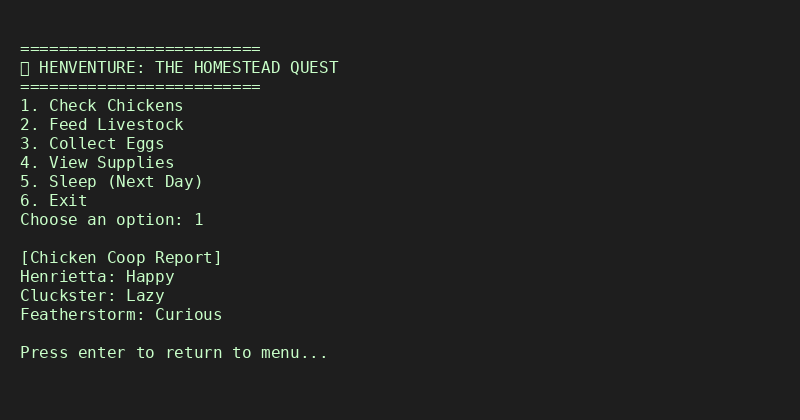 =========================
▯ HENVENTURE: THE HOMESTEAD QUEST
=========================
1. Check Chickens
2. Feed Livestock
3. Collect Eggs
4. View Supplies
5. Sleep (Next Day)
6. Exit
Choose an option: 1
[Chicken Coop Report]
Henrietta: Happy
Cluckster: Lazy
Featherstorm: Curious
Press enter to return to menu...